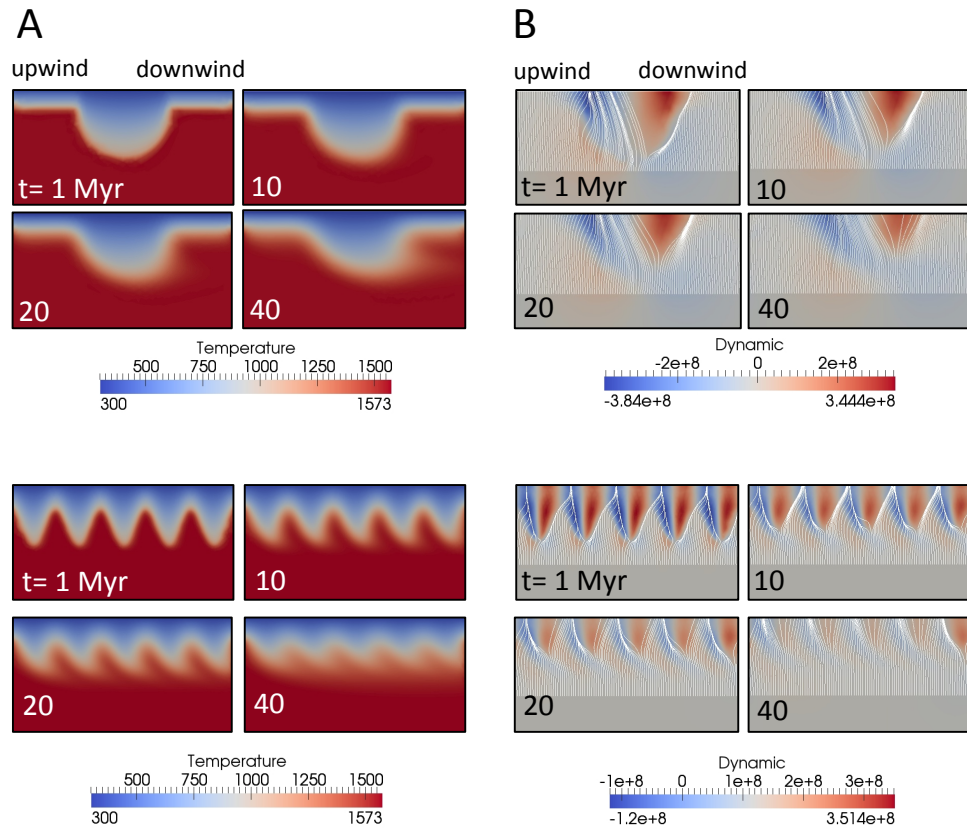 A
B
upwind downwind
upwind downwind
t= 1 Myr
10
t= 1 Myr
10
20
40
20
40
Temperature
500 750 1000 1250 1500
300 1573
Dynamic
-2e+8 0 2e+8
-3.84e+8 3.444e+8
t= 1 Myr
10
t= 1 Myr
10
20
40
20
40
Temperature
500 750 1000 1250 1500
300 1573
Dynamic
-1e+8 0 1e+8 2e+8 3e+8
-1.2e+8 3.514e+8